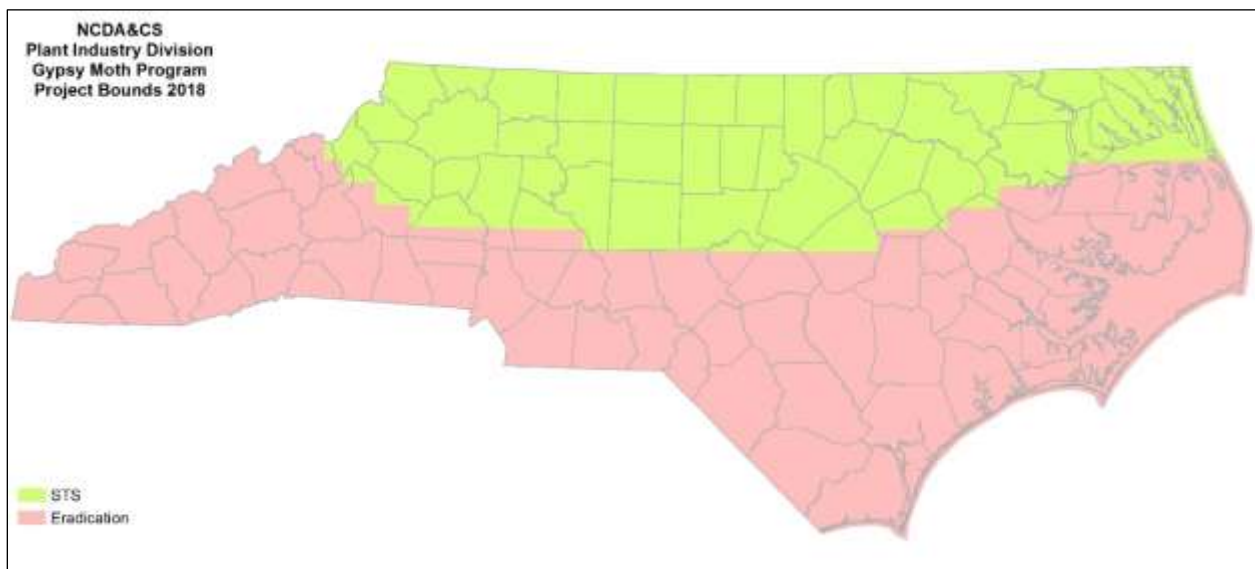 NCDA&CS
Plant Industry Division
Gypsy Moth Program
Project Bounds 2018
STS
Eradication